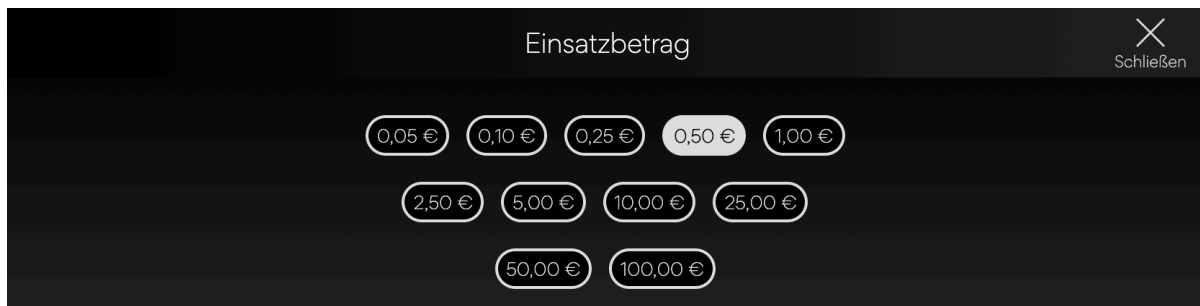 Einsatzbetrag
Schließen
0,05 € 0,10 € 0,25 € 0,50 € 1,00 €
2,50 € 5,00 € 10,00 € 25,00 €
50,00 € 100,00 €